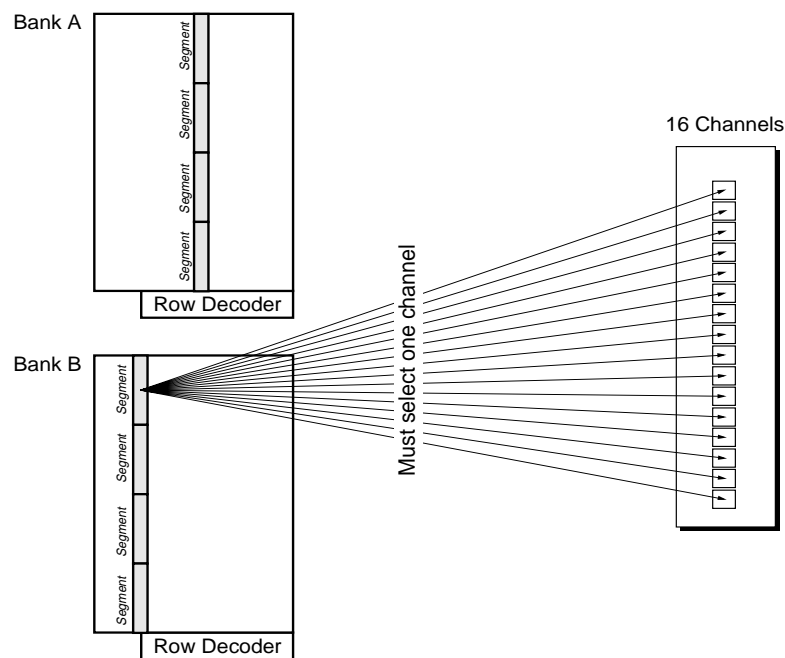 Bank A
Segment
Segment
Segment
Segment
Row Decoder
16 Channels
Must select one channel
Bank B
Segment
Segment
Segment
Segment
Row Decoder